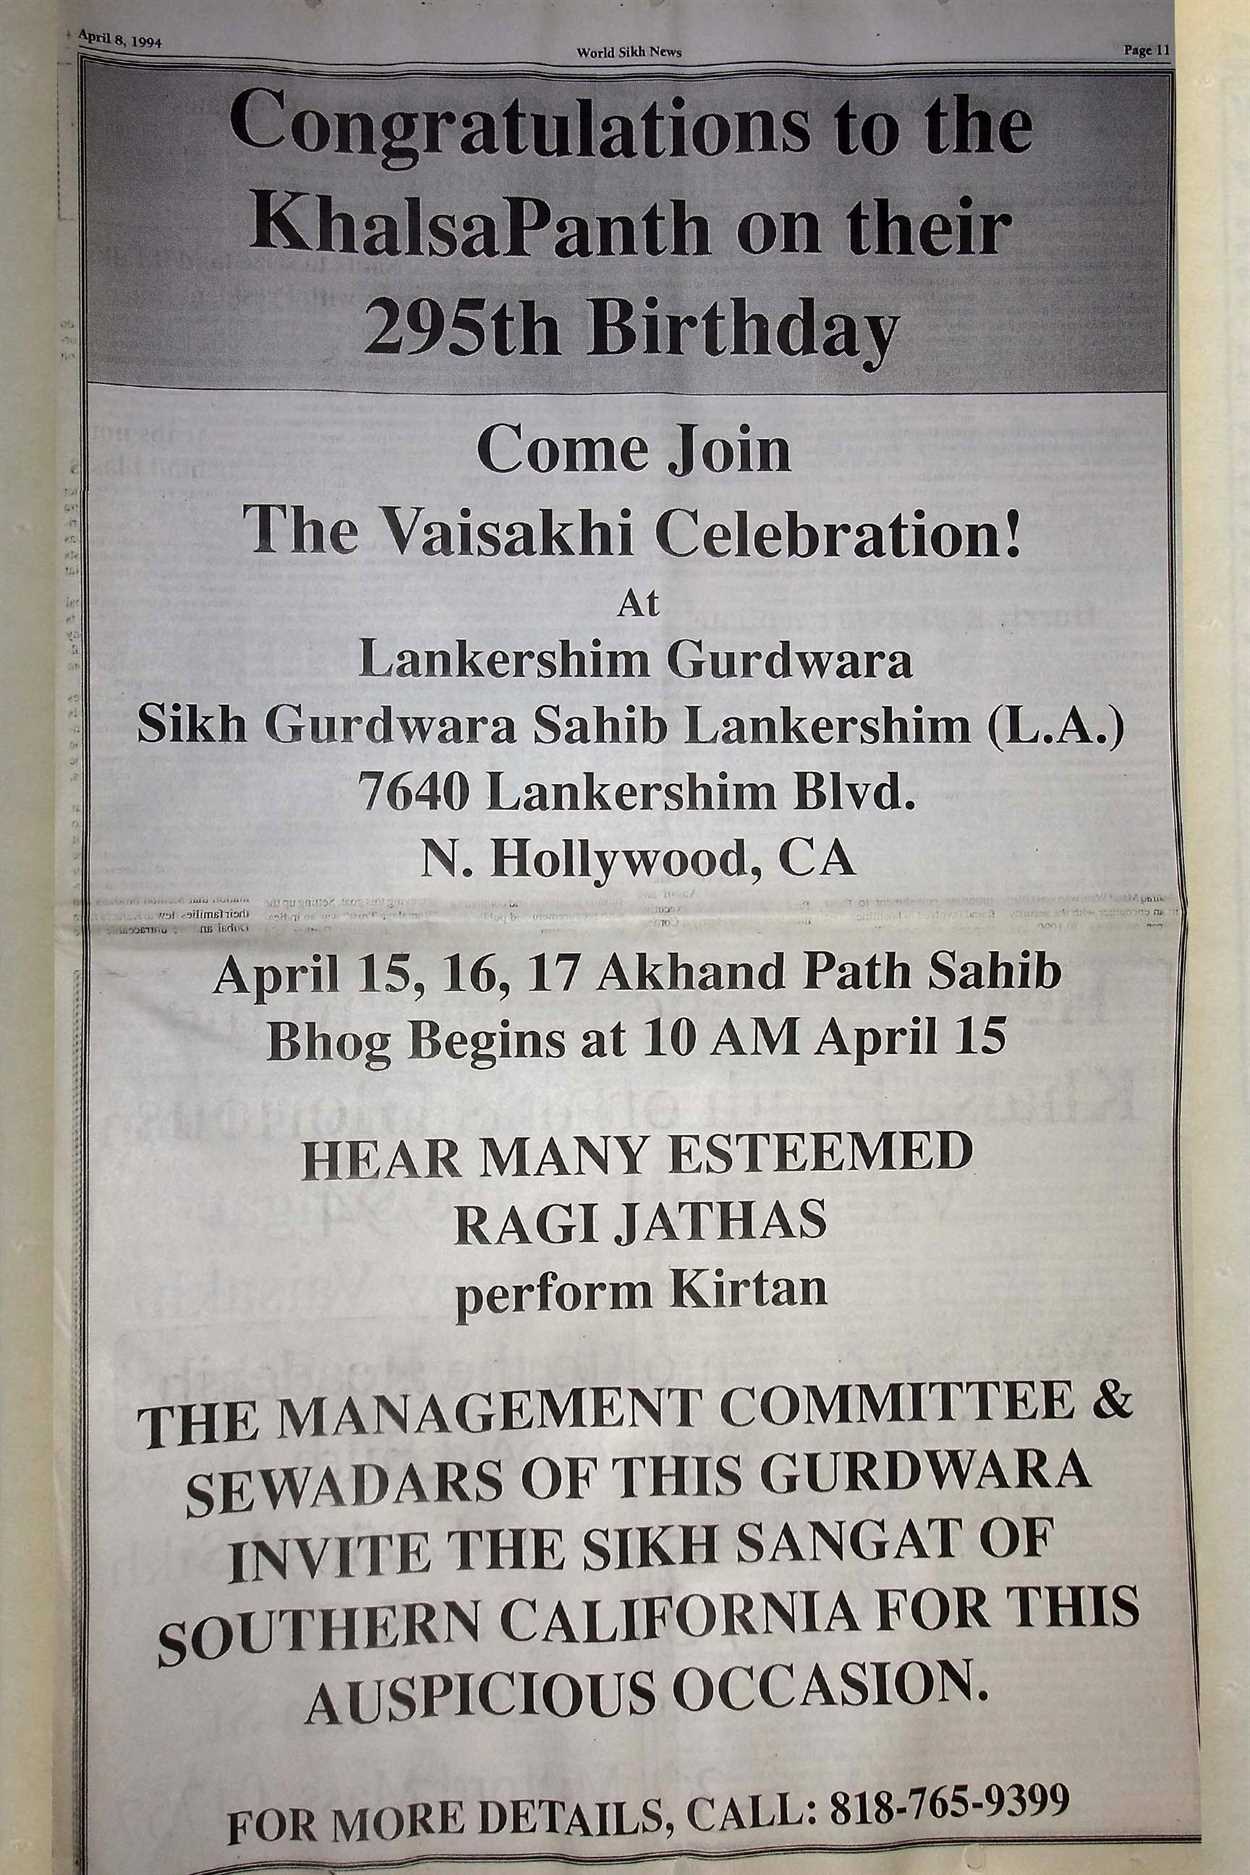 April 8, 1994
World Sikh News
Page 11
Congratulations to the
KhalsaPanth on their
295th Birthday
Come Join
The Vaisakhi Celebration!
At
Lankershim Gurdwara
Sikh Gurdwara Sahib Lankershim (L.A.)
7640 Lankershim Blvd.
N. Hollywood, CA
April 15, 16, 17 Akhand Path Sahib
Bhog Begins at 10 AM April 15
HEAR MANY ESTEEMED
RAGI JATHAS
perform Kirtan
THE MANAGEMENT COMMITTEE &
SEWADARS OF THIS GURDWARA
INVITE THE SIKH SANGAT OF
SOUTHERN CALIFORNIA FOR THIS
AUSPICIOUS OCCASION.
FOR MORE DETAILS, CALL: 818-765-9399